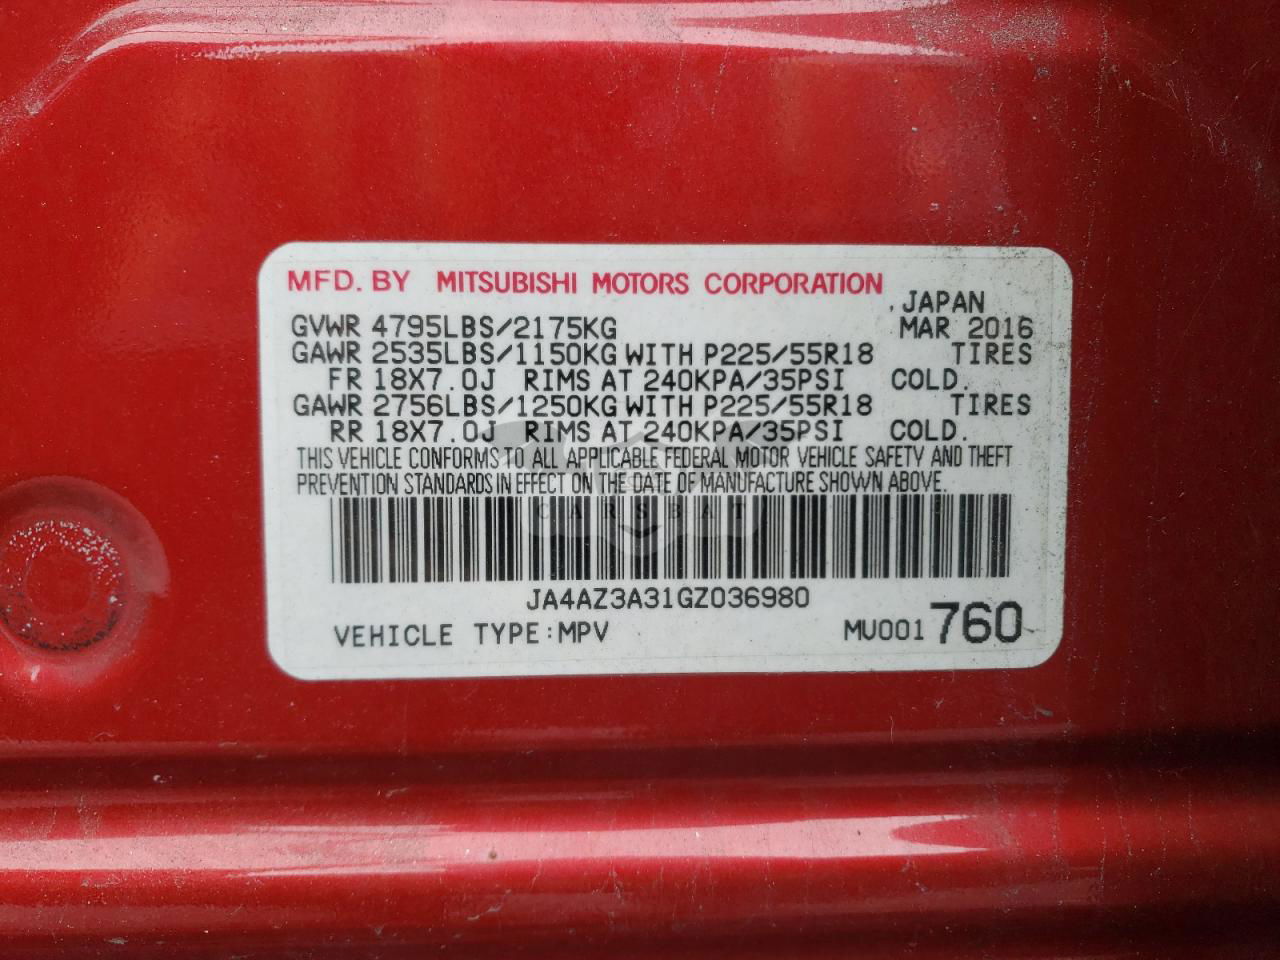 MFD. BY MITSUBISHI MOTORS CORPORATION
JAPAN
GVWR 4795LBS/2175KG MAR 2016
GAWR 2535LBS/1150KG WITH P225/55R18 TIRES
FR 18X7.0J RIMS AT 240KPA/35PSI COLD.
GAWR 2756LBS/1250KG WITH P225/55R18 TIRES
RR 18X7.0J RIMS AT 240KPA/35PSI COLD.
THIS VEHICLE CONFORMS TO ALL APPLICABLE FEDERAL MOTOR VEHICLE SAFETY AND THEFT
PREVENTION STANDARDS IN EFFECT ON THE DATE OF MANUFACTURE SHOWN ABOVE.
CARSBAT
JA4AZ3A31GZ036980
VEHICLE TYPE:MPV MU001 760